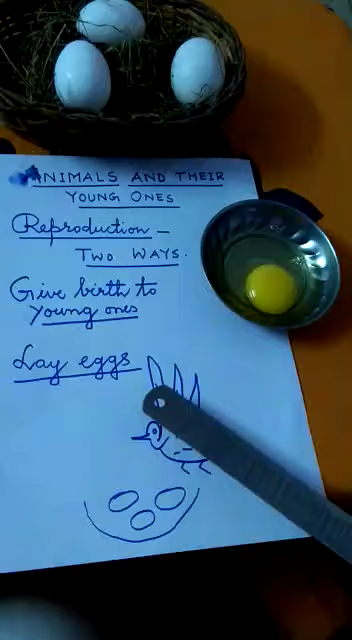 ANIMALS AND THEIR
YOUNG ONES
Reproduction —
TWO WAYS.
Give birth to
young ones
Lay eggs